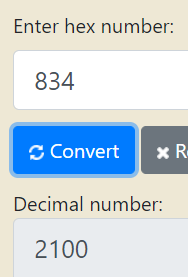 Enter hex number:
834
Convert
Decimal number:
2100